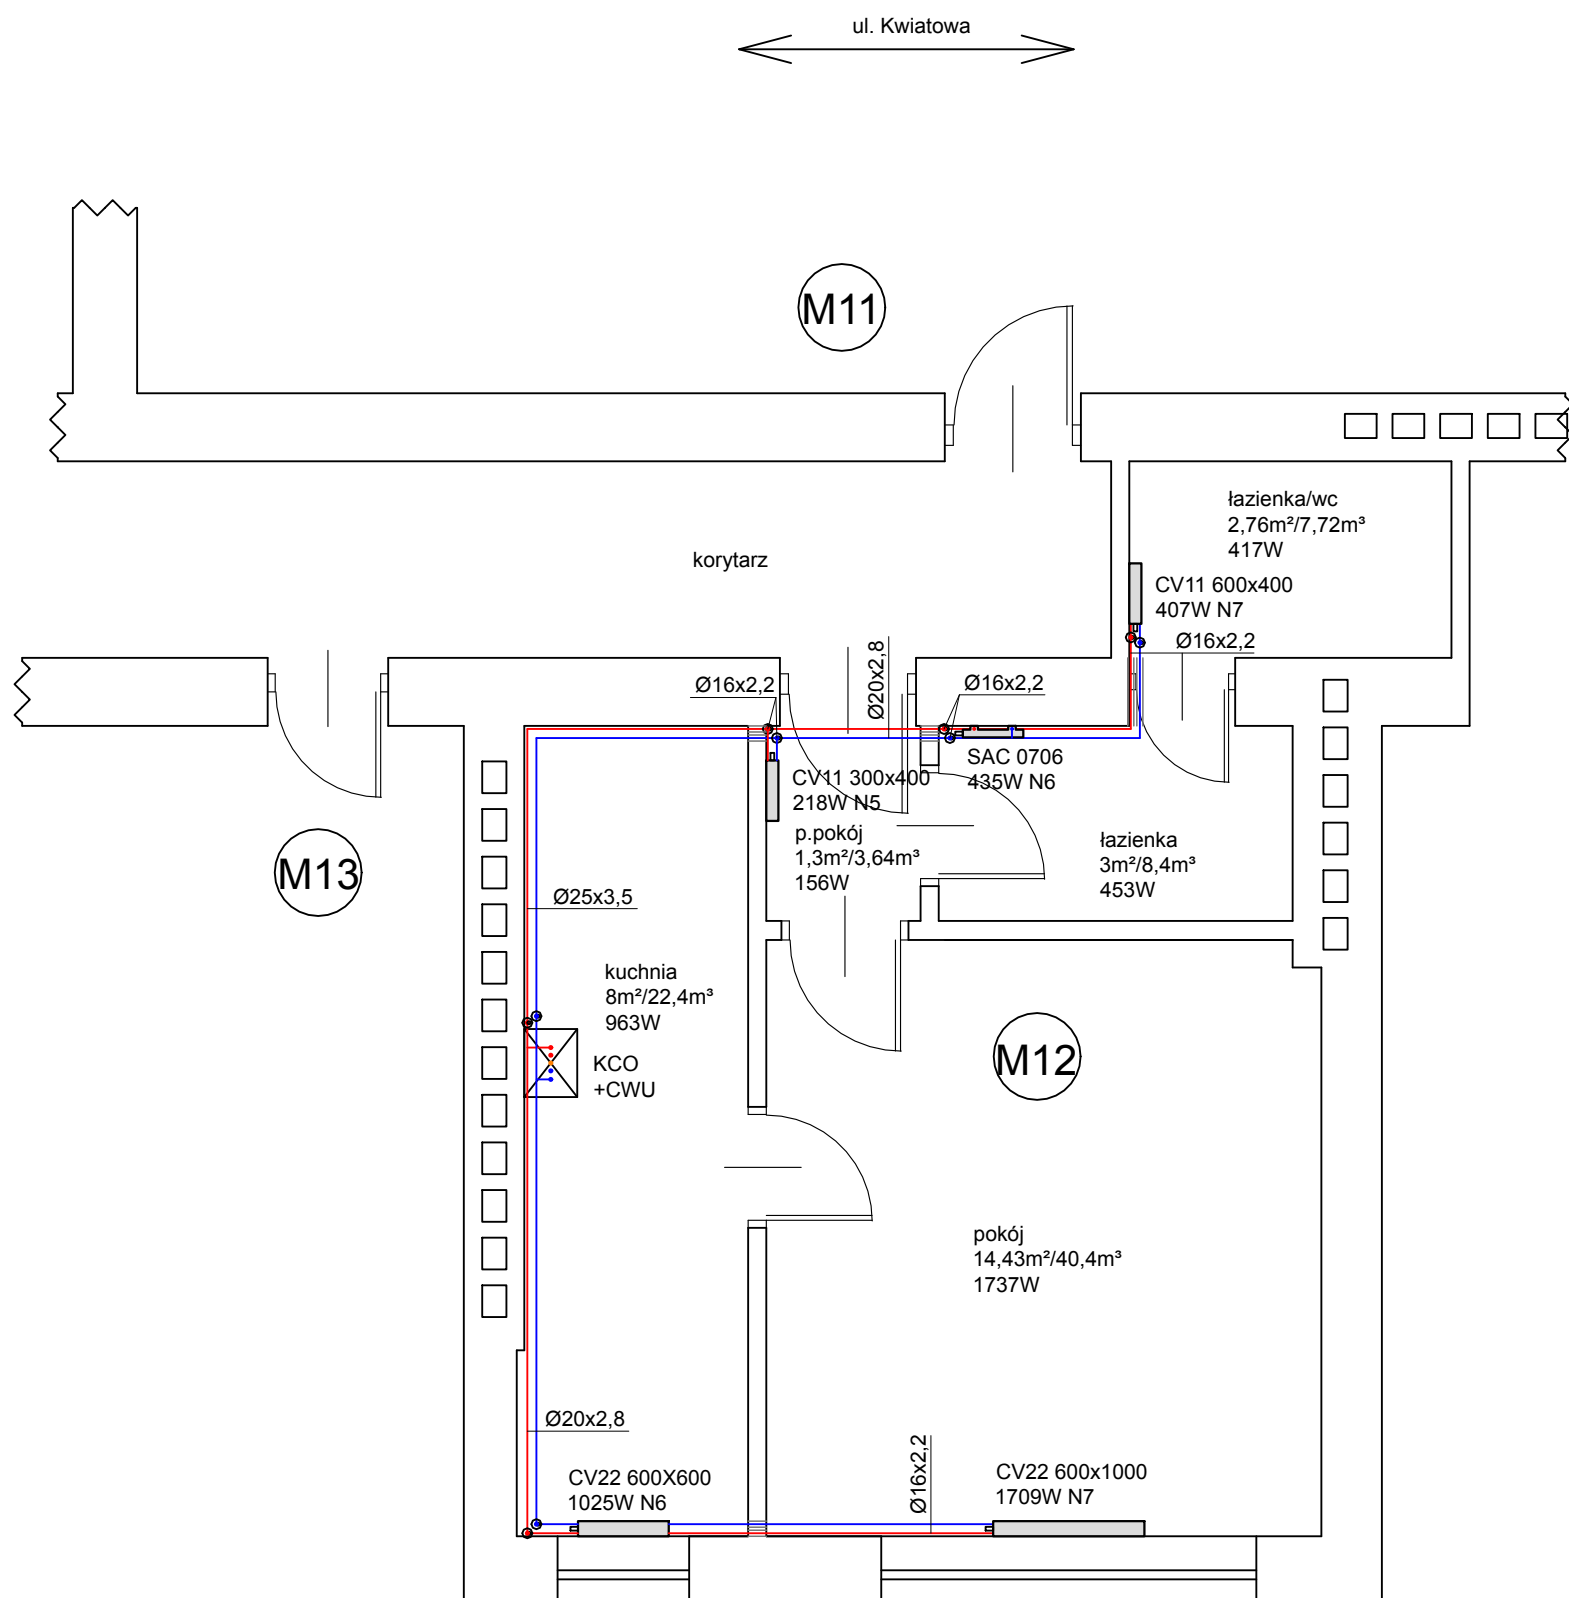 ul. Kwiatowa
M11
łazienka/wc
2,76m²/7,72m³
417W
korytarz
CV11 600x400
407W N7
Ø16x2,2
Ø20x2,8
Ø16x2,2
Ø16x2,2
SAC 0706
435W N6
CV11 300x400
218W N5
p.pokój
1,3m²/3,64m³
156W
łazienka
3m²/8,4m³
453W
M13
Ø25x3,5
kuchnia
8m²/22,4m³
963W
KCO
+CWU
M12
pokój
14,43m²/40,4m³
1737W
Ø20x2,8
Ø16x2,2
CV22 600X600
1025W N6
CV22 600x1000
1709W N7